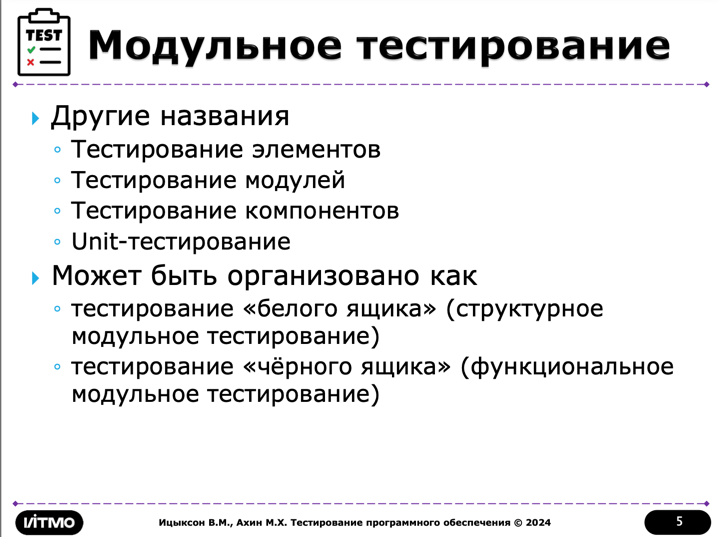 TEST
Модульное тестирование
Другие названия
Тестирование элементов
Тестирование модулей
Тестирование компонентов
Unit-тестирование
Может быть организовано как
тестирование «белого ящика» (структурное
модульное тестирование)
тестирование «чёрного ящика» (функциональное
модульное тестирование)
ITMO
Ицыксон В.М., Ахин М.Х. Тестирование программного обеспечения © 2024
5